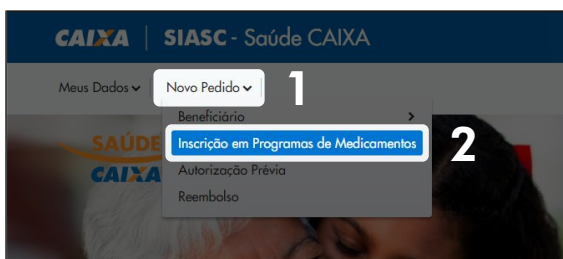 CAIXA | SIASC - Saúde CAIXA
Meus Dados Novo Pedido 1
Beneficiário
Inscrição em Programas de Medicamentos 2
Autorização Prévia
Reembolso
SAÚDE
CAIXA